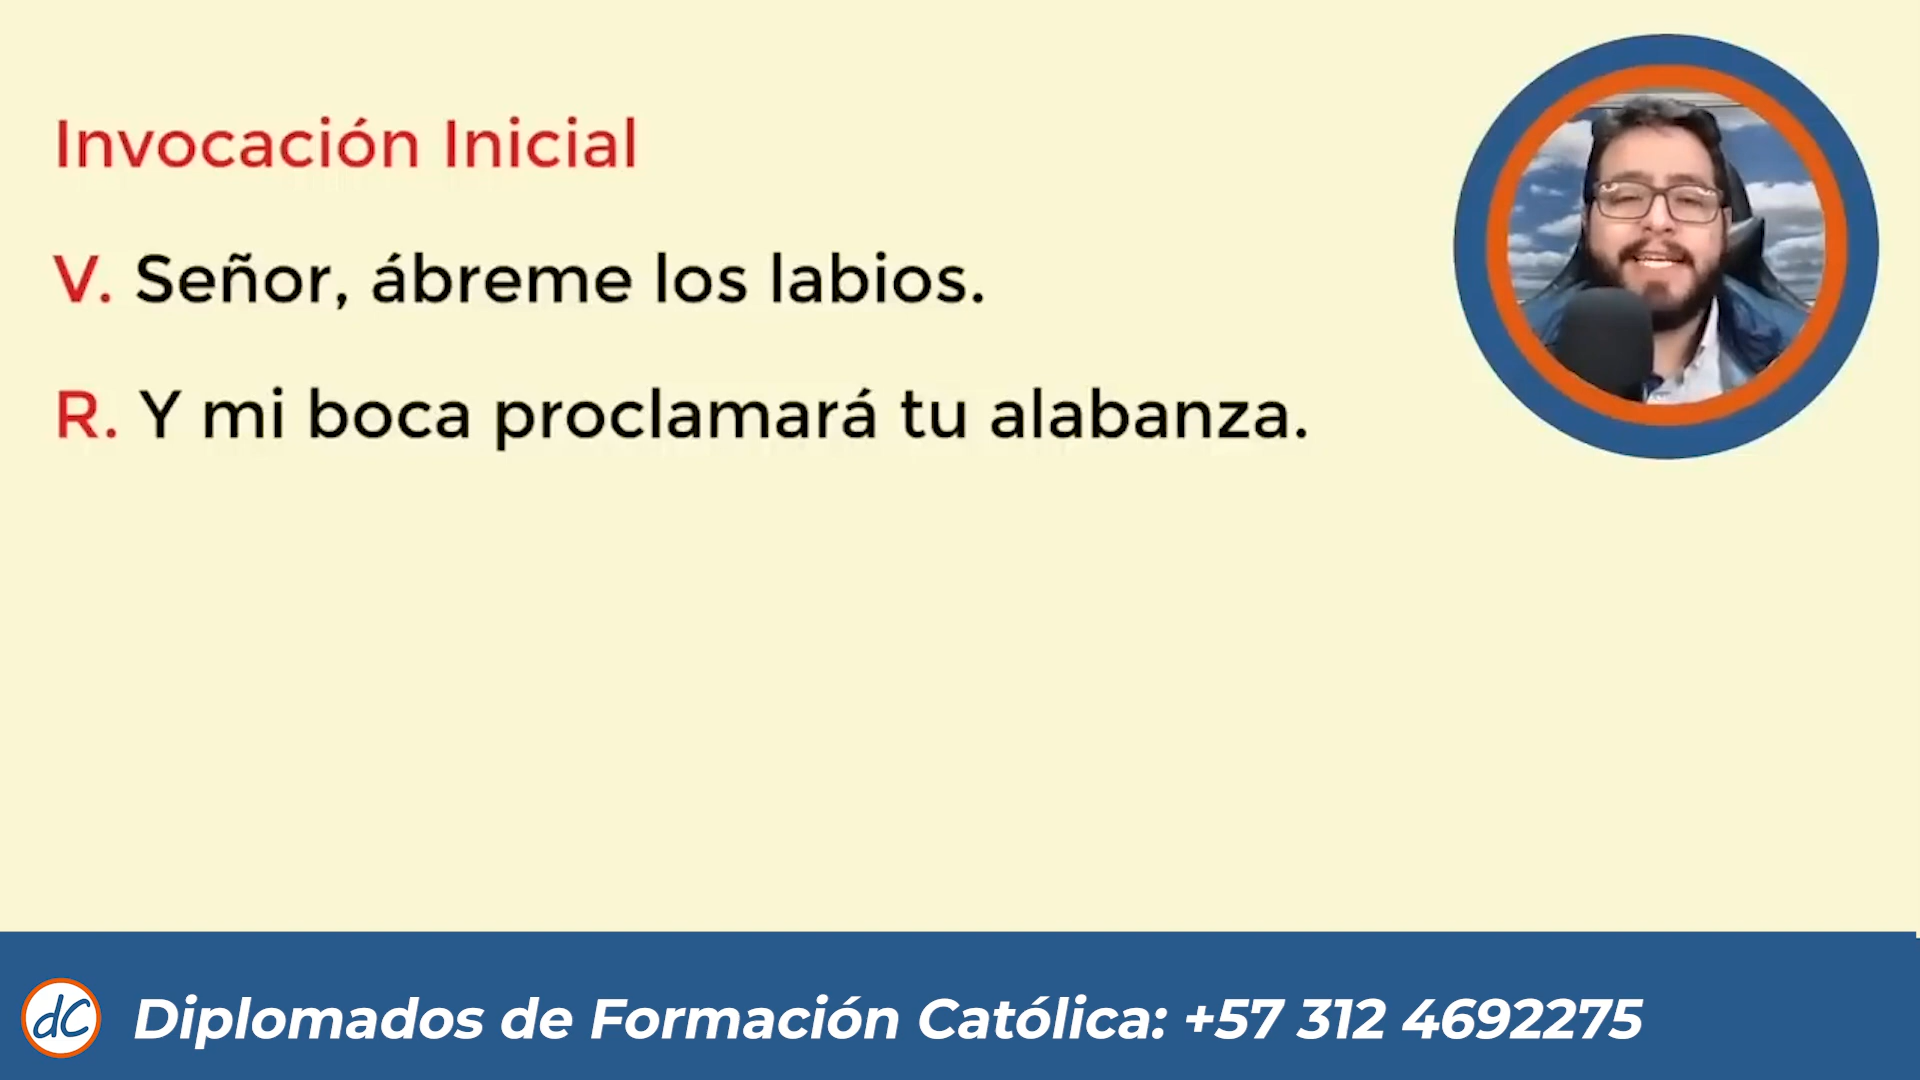 Invocación Inicial
V. Señor, ábreme los labios.
R. Y mi boca proclamará tu alabanza.
dC Diplomados de Formación Católica: +57 312 4692275